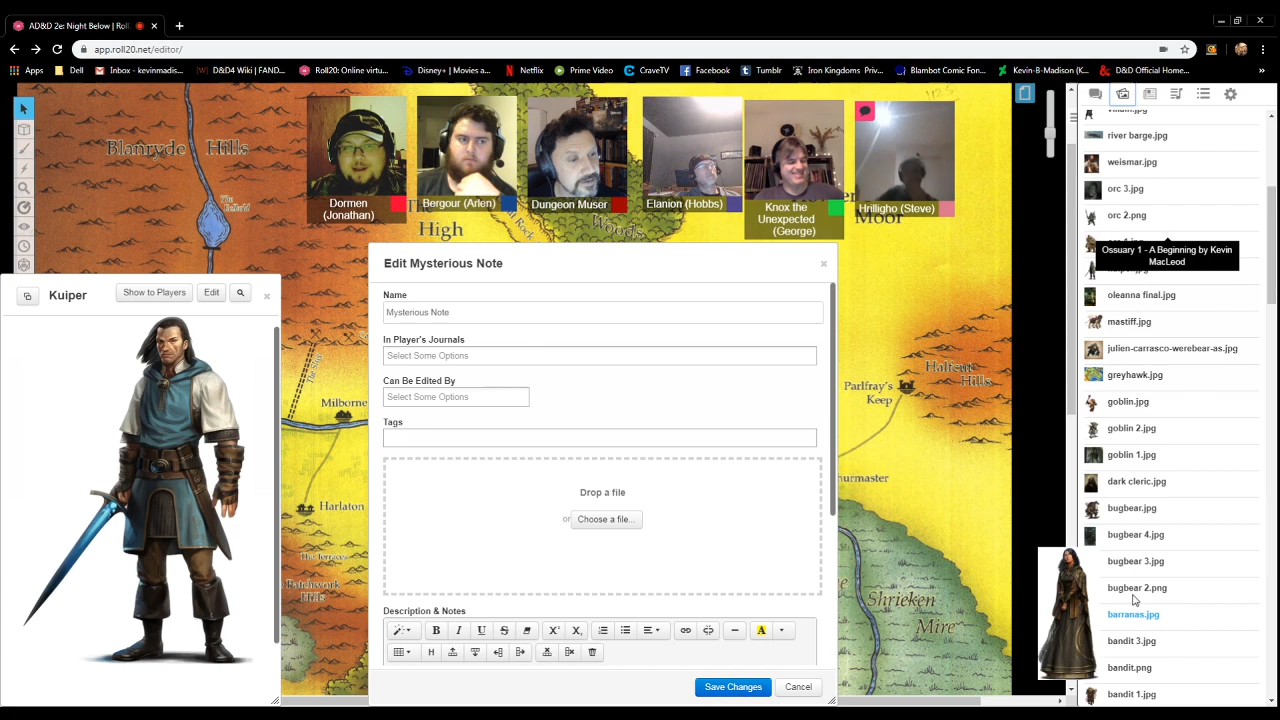 AD&D 2e: Night Below | Roll
app.roll20.net/editor/
Apps
Dell
Inbox - kevinmadis...
D&D4 Wiki | FAND...
Roll20: Online virtu...
Disney+ | Movies a...
Netflix
Prime Video
CraveTV
Facebook
Tumblr
Iron Kingdoms Priv...
Blambot Comic Fon...
Kevin-B-Madison (K...
D&D Official Home...
Blanryde Hills
The High
Woods
Moor
Dormen (Jonathan)
Bergour (Arlen)
Dungeon Muser
Elanion (Hobbs)
Knox the Unexpected (George)
Hrilligho (Steve)
Kuiper
Show to Players
Edit
Milborne
Harlaton
The Terraces
Patchwork Hills
Edit Mysterious Note
Name
Mysterious Note
In Player's Journals
Select Some Options
Can Be Edited By
Select Some Options
Tags
Drop a file
or
Choose a file...
Description & Notes
B I U S
H
A
Save Changes
Cancel
Halfcut Hills
Parlfray's Keep
hurmaster
Shrieken Mire
river barge.jpg
weismar.jpg
orc 3.jpg
orc 2.png
Ossuary 1 - A Beginning by Kevin
MacLeod
oleanna final.jpg
mastiff.jpg
julien-carrasco-werebear-as.jpg
greyhawk.jpg
goblin.jpg
goblin 2.jpg
goblin 1.jpg
dark cleric.jpg
bugbear.jpg
bugbear 4.jpg
bugbear 3.jpg
bugbear 2.png
barranas.jpg
bandit 3.jpg
bandit.png
bandit 1.jpg